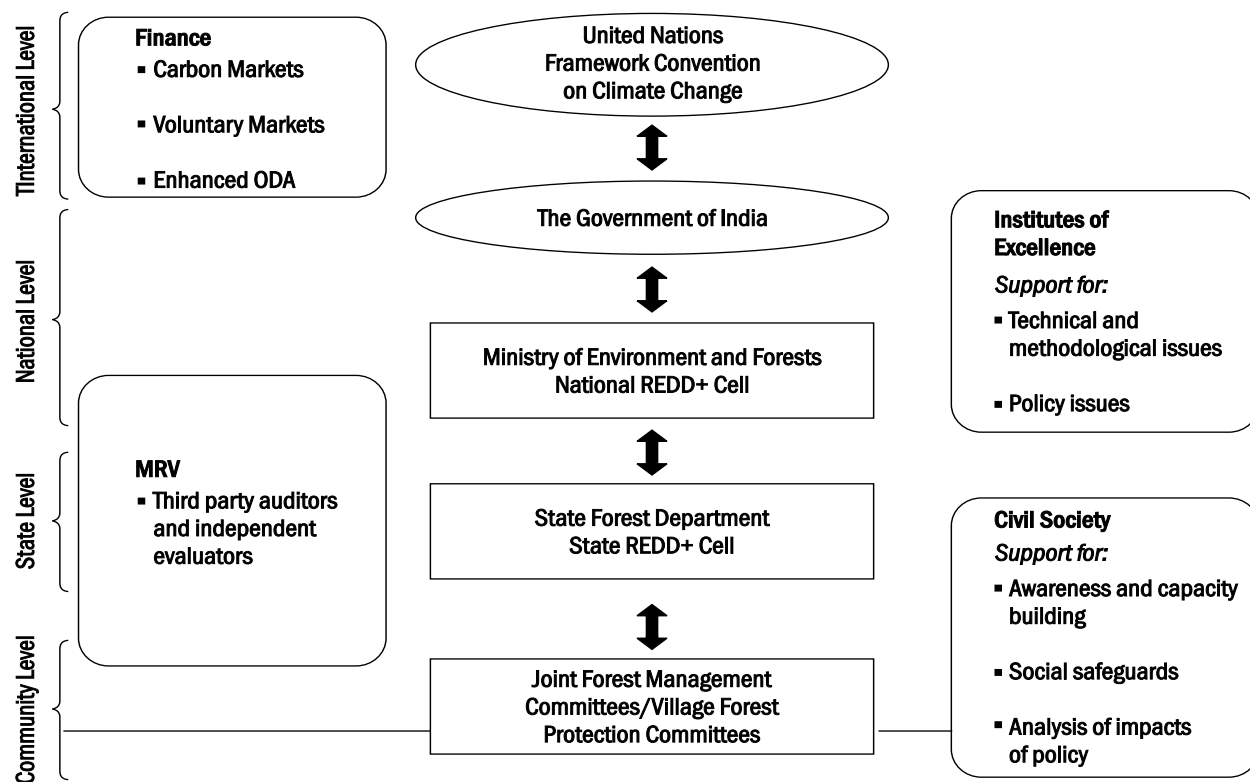 TInternational Level
Finance
▪ Carbon Markets
▪ Voluntary Markets
▪ Enhanced ODA
United Nations
Framework Convention
on Climate Change
National Level
The Government of India
Ministry of Environment and Forests
National REDD+ Cell
Institutes of
Excellence
Support for:
▪ Technical and
methodological issues
▪ Policy issues
State Level
MRV
▪ Third party auditors
and independent
evaluators
State Forest Department
State REDD+ Cell
Civil Society
Support for:
▪ Awareness and capacity
building
▪ Social safeguards
▪ Analysis of impacts
of policy
Community Level
Joint Forest Management
Committees/Village Forest
Protection Committees